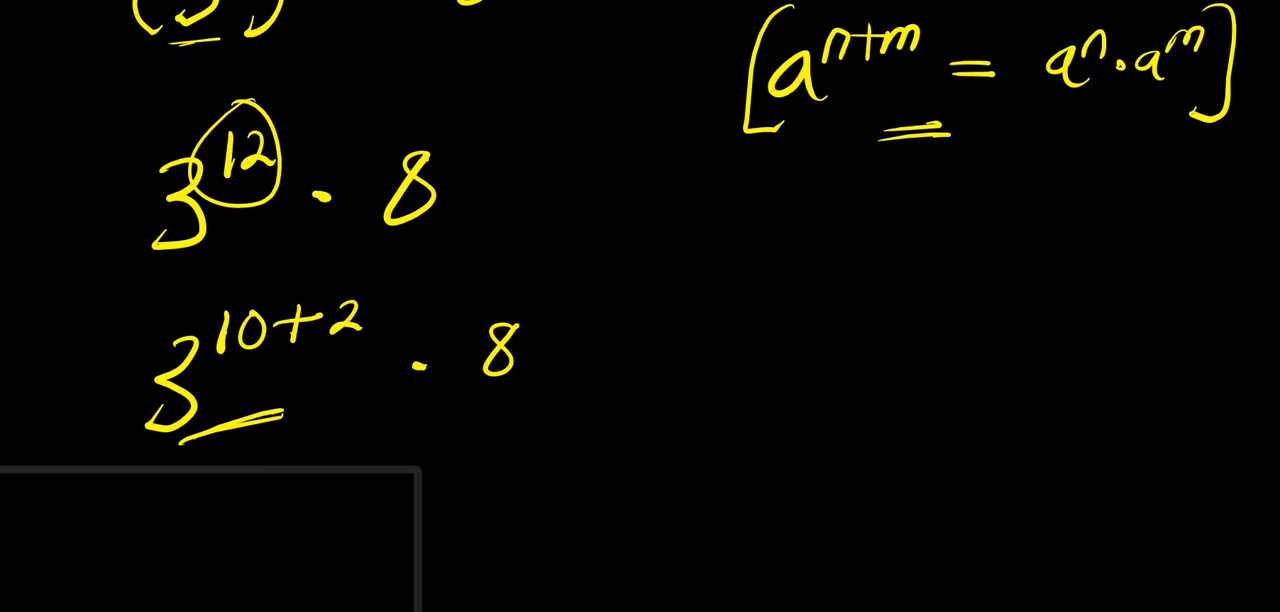 [a^{n+m} = a^n · a^m]
3^{12} · 8
3^{10+2} · 8